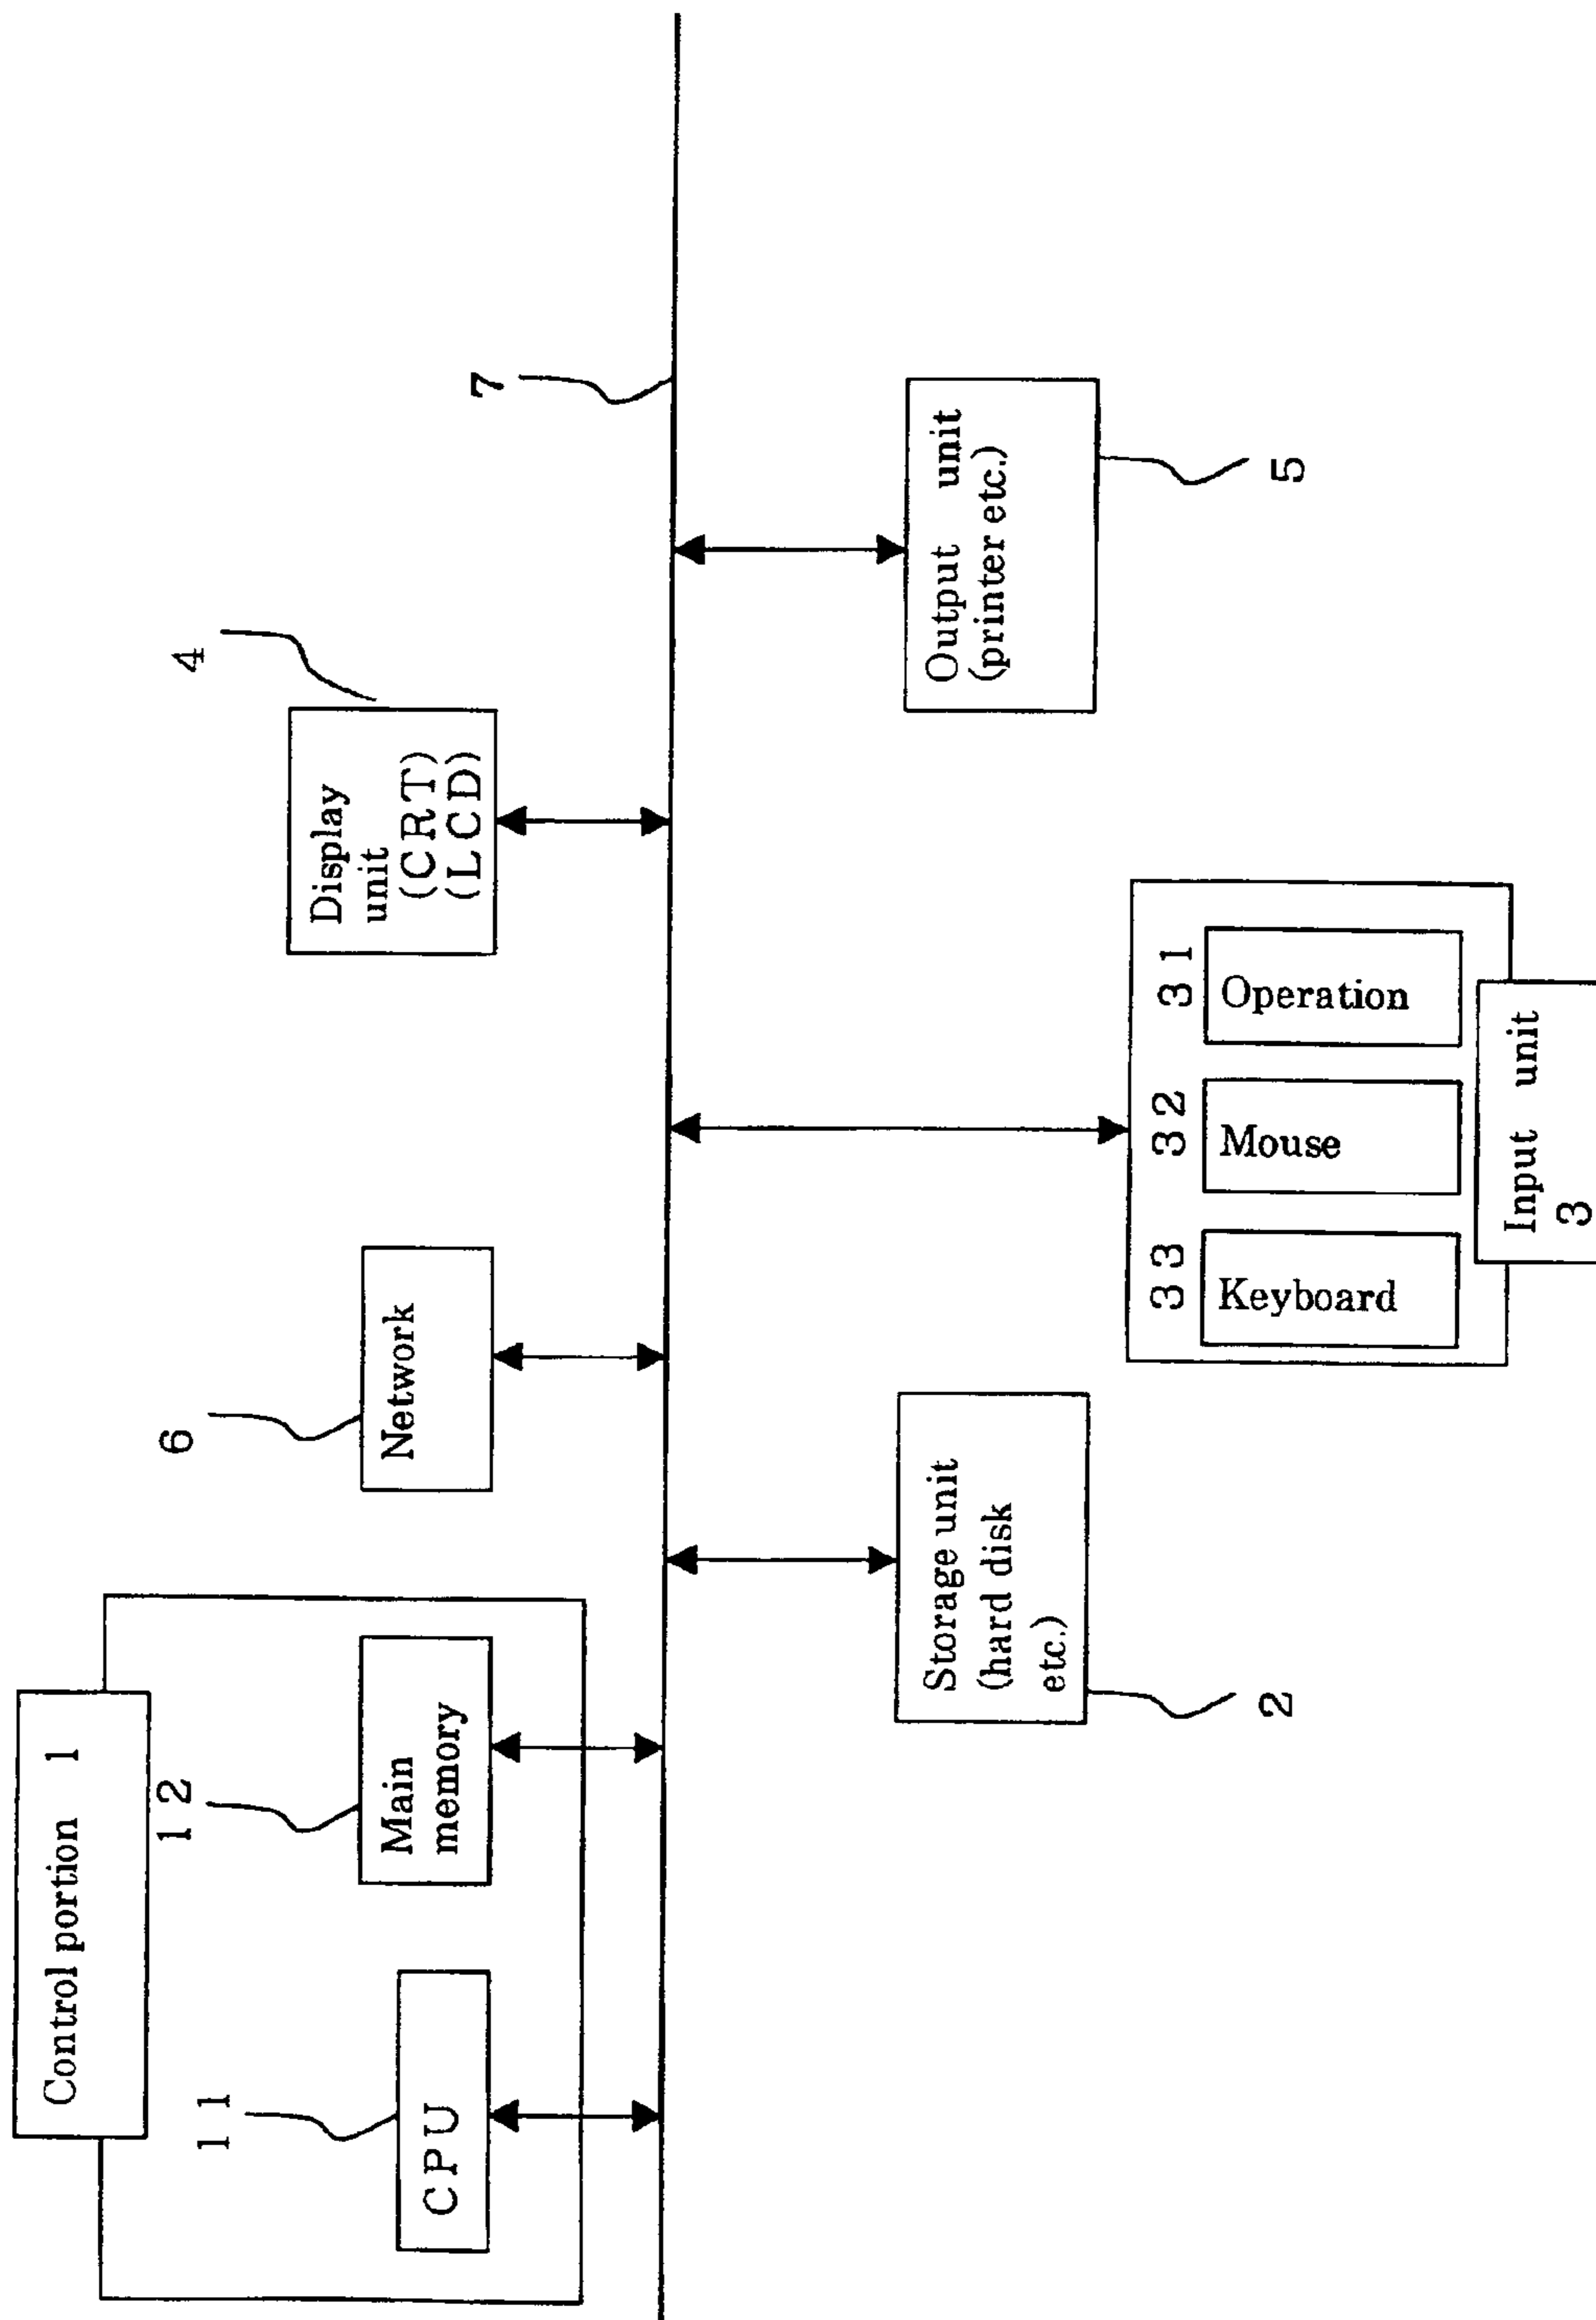 Control portion 1
11
CPU
12
Main
memory
6
Network
Display
unit
(CRT)
(LCD)
4
7
Storage unit
(hard disk
etc.)
2
33
Keyboard
32
Mouse
31
Operation
Input unit
3
Output unit
(printer etc.)
5